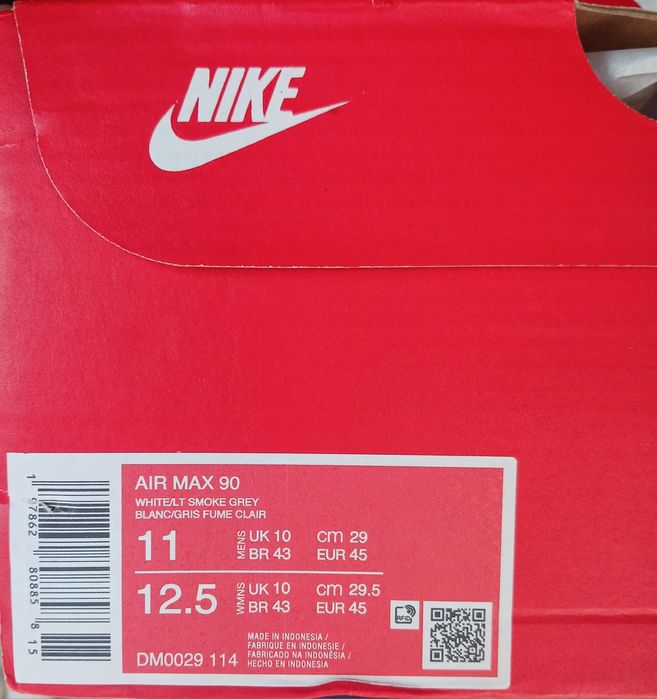 NIKE
AIR MAX 90
WHITE/LT SMOKE GREY
BLANC/GRIS FUME CLAIR
11 MENS UK 10 cm 29
BR 43 EUR 45
12.5 WMNS UK 10 cm 29.5
BR 43 EUR 45
RFID
MADE IN INDONESIA /
FABRIQUE EN INDONESIE /
FABRICADO NA INDONÉSIA /
HECHO EN INDONESIA
DM0029 114
1 97862 80885 8 15